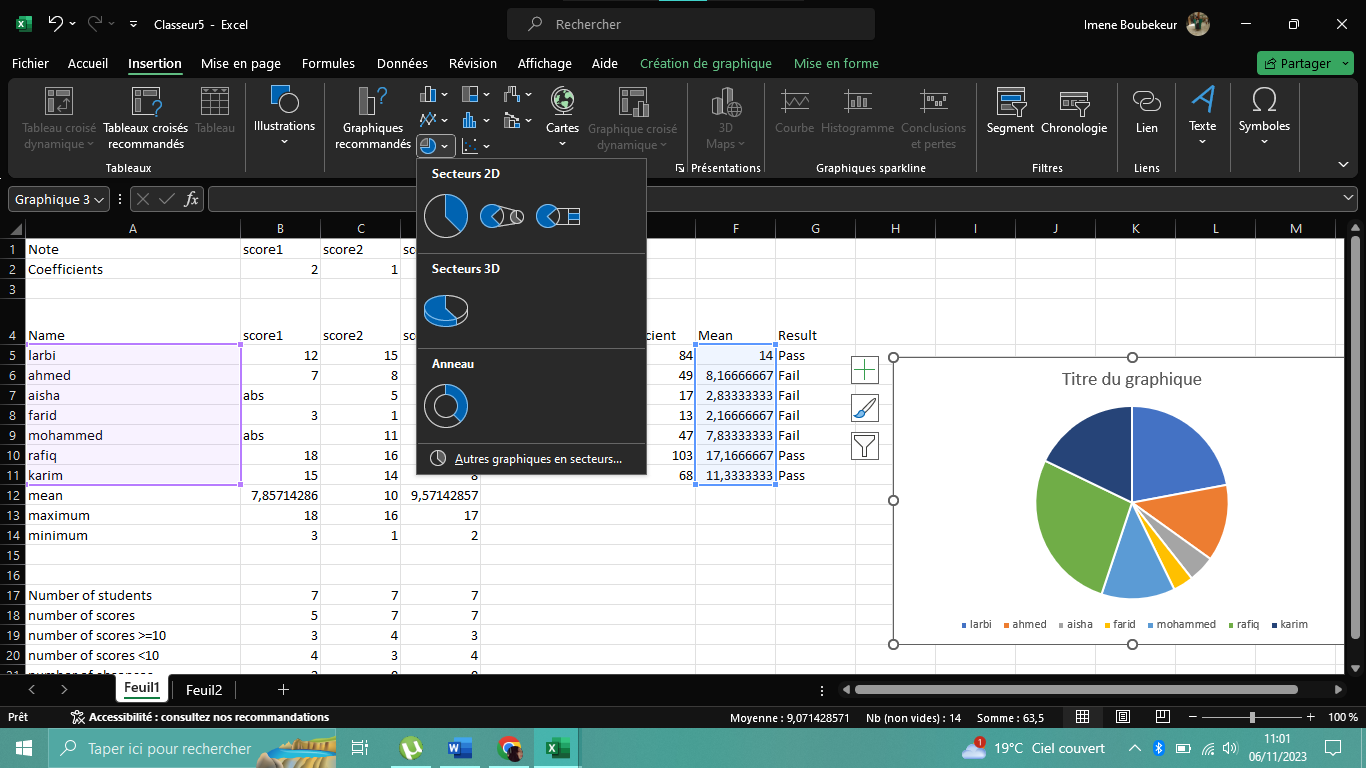 Classeur5 - Excel
Rechercher
Imene Boubekeur
Fichier Accueil Insertion Mise en page Formules Données Révision Affichage Aide Création de graphique Mise en forme
Partager
Tableau croisé dynamique
Tableaux croisés recommandés
Tableau
Tableaux
Illustrations
Graphiques recommandés
Cartes
Graphique croisé dynamique
3D Maps
Présentations
Courbe Histogramme Conclusions et pertes
Graphiques sparkline
Segment Chronologie
Filtres
Lien
Liens
Texte
Symboles
Graphique 3
fx
Secteurs 2D
Secteurs 3D
Anneau
Autres graphiques en secteurs...
A B C F G H I J K L M
1 Note score1 score2 sc
2 Coefficients 2 1
3
4 Name score1 score2 sc cient Mean Result
5 larbi 12 15 84 14 Pass
6 ahmed 7 8 49 8,16666667 Fail
7 aisha abs 5 17 2,83333333 Fail
8 farid 3 1 13 2,16666667 Fail
9 mohammed abs 11 47 7,83333333 Fail
10 rafiq 18 16 103 17,1666667 Pass
11 karim 15 14 8 68 11,3333333 Pass
12 mean 7,85714286 10 9,57142857
13 maximum 18 16 17
14 minimum 3 1 2
15
16
17 Number of students 7 7 7
18 number of scores 5 7 7
19 number of scores >=10 3 4 3
20 number of scores <10 4 3 4
Titre du graphique
larbi ahmed aisha farid mohammed rafiq karim
Feuil1 Feuil2
Prêt
Accessibilité : consultez nos recommandations
Moyenne : 9,071428571 Nb (non vides) : 14 Somme : 63,5
100 %
Taper ici pour rechercher
1
19°C Ciel couvert
11:01
06/11/2023